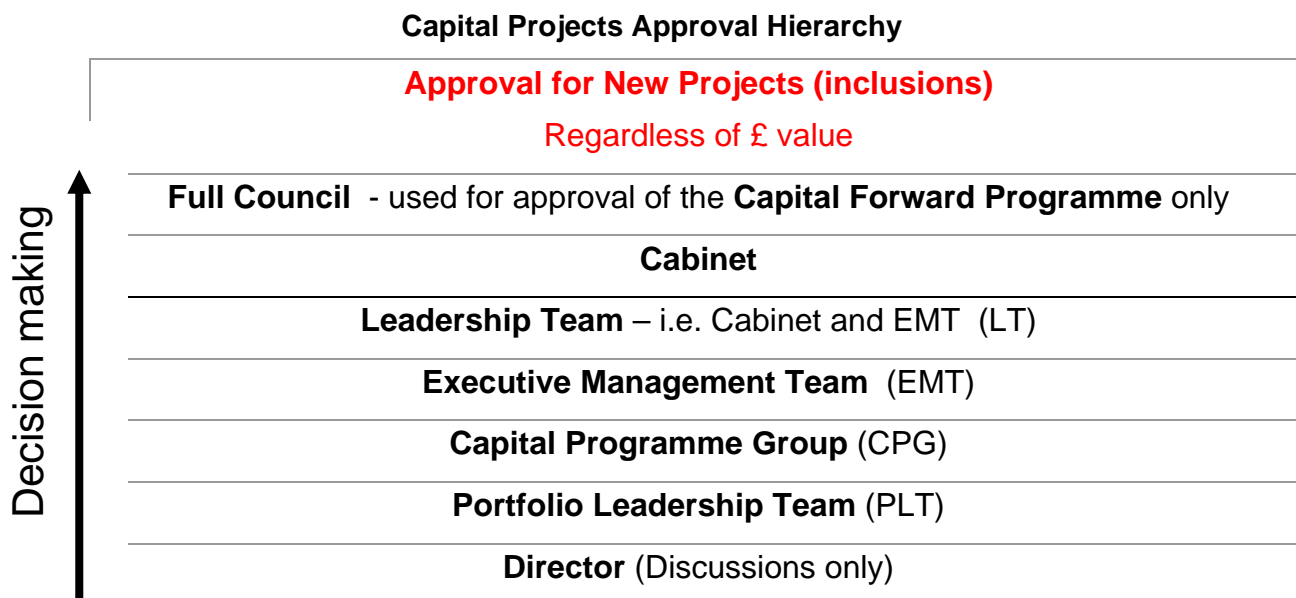 Capital Projects Approval Hierarchy
Approval for New Projects (inclusions)
Regardless of £ value
Full Council - used for approval of the Capital Forward Programme only
Cabinet
Leadership Team – i.e. Cabinet and EMT (LT)
Executive Management Team (EMT)
Capital Programme Group (CPG)
Portfolio Leadership Team (PLT)
Director (Discussions only)
Decision making